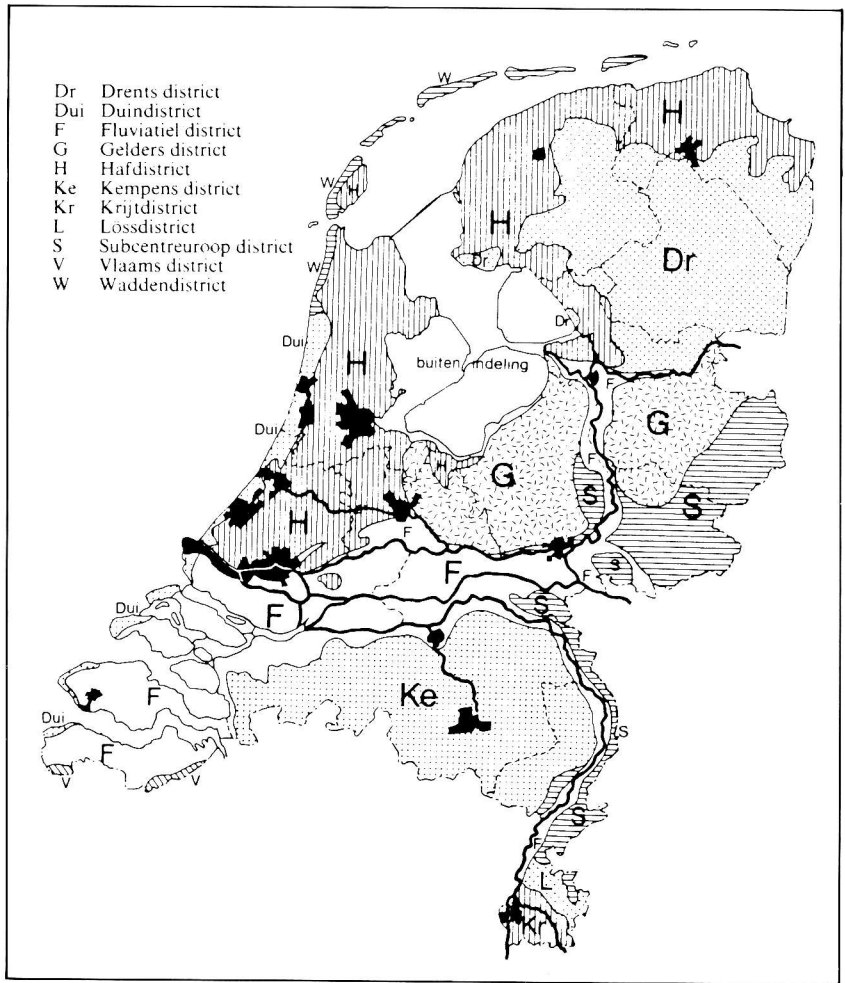 Dr Drents district
Dui Duindistrict
F Fluviatiel district
G Gelders district
H Hafdistrict
Ke Kempens district
Kr Krijtdistrict
L Lössdistrict
S Subcentreuroop district
V Vlaams district
W Waddendistrict
W
H
W
H
H
W
Dr
Dr
Dr
Dui
H
buiten indeling
F
G
Dui
H
G
F
S
S
H
F
F
S
F
Dui
F
S
F
Ke
Dui
F
S
V
V
S
F
L
Kr